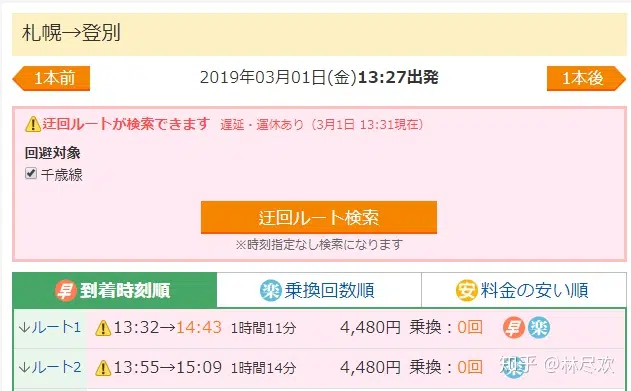 札幌→登別
1本前
2019年03月01日(金)13:27出発
1本後
迂回ルートが検索できます 遅延・運休あり（3月1日 13:31現在）
回避対象
千歳線
迂回ルート検索
※時刻指定なし検索になります
早 到着時刻順
楽 乗換回数順
安 料金の安い順
↓ルート1 13:32→14:43 1時間11分 4,480円 乗換：0回 早 楽
↓ルート2 13:55→15:09 1時間14分 4,480円 乗換：0回 楽
知乎 @林尽欢